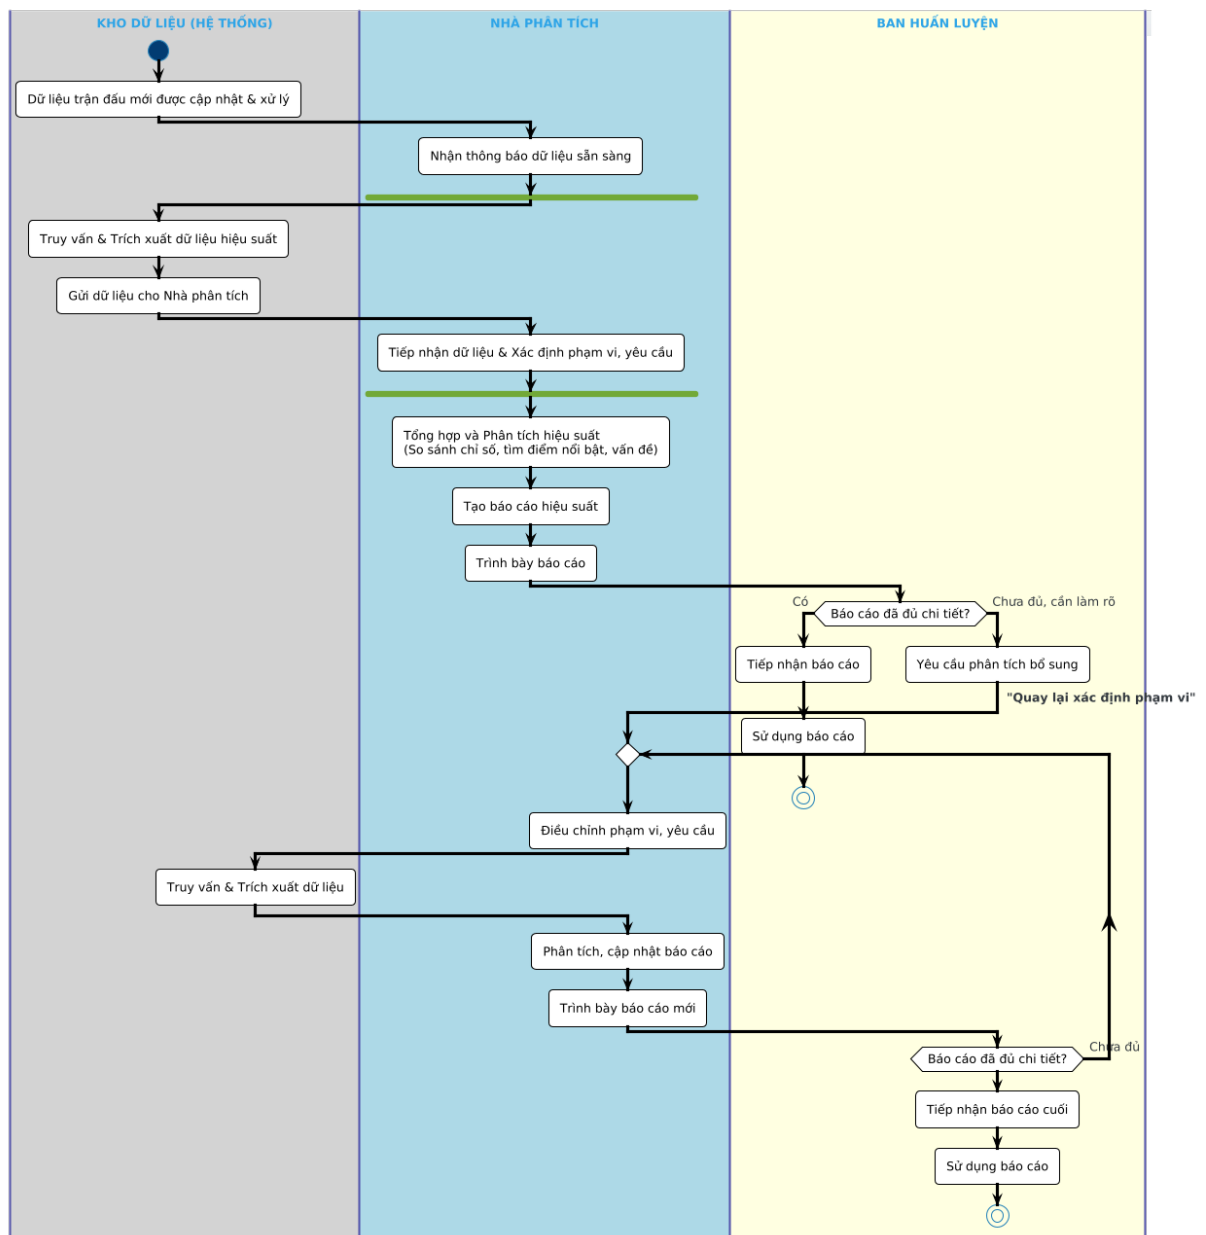 KHO DỮ LIỆU (HỆ THỐNG)
NHÀ PHÂN TÍCH
BAN HUẤN LUYỆN
Dữ liệu trận đấu mới được cập nhật & xử lý
Nhận thông báo dữ liệu sẵn sàng
Truy vấn & Trích xuất dữ liệu hiệu suất
Gửi dữ liệu cho Nhà phân tích
Tiếp nhận dữ liệu & Xác định phạm vi, yêu cầu
Tổng hợp và Phân tích hiệu suất
(So sánh chỉ số, tìm điểm nổi bật, vấn đề)
Tạo báo cáo hiệu suất
Trình bày báo cáo
Có
Báo cáo đã đủ chi tiết?
Chưa đủ, cần làm rõ
Tiếp nhận báo cáo
Yêu cầu phân tích bổ sung
"Quay lại xác định phạm vi"
Sử dụng báo cáo
Điều chỉnh phạm vi, yêu cầu
Truy vấn & Trích xuất dữ liệu
Phân tích, cập nhật báo cáo
Trình bày báo cáo mới
Báo cáo đã đủ chi tiết?
Chưa đủ
Tiếp nhận báo cáo cuối
Sử dụng báo cáo